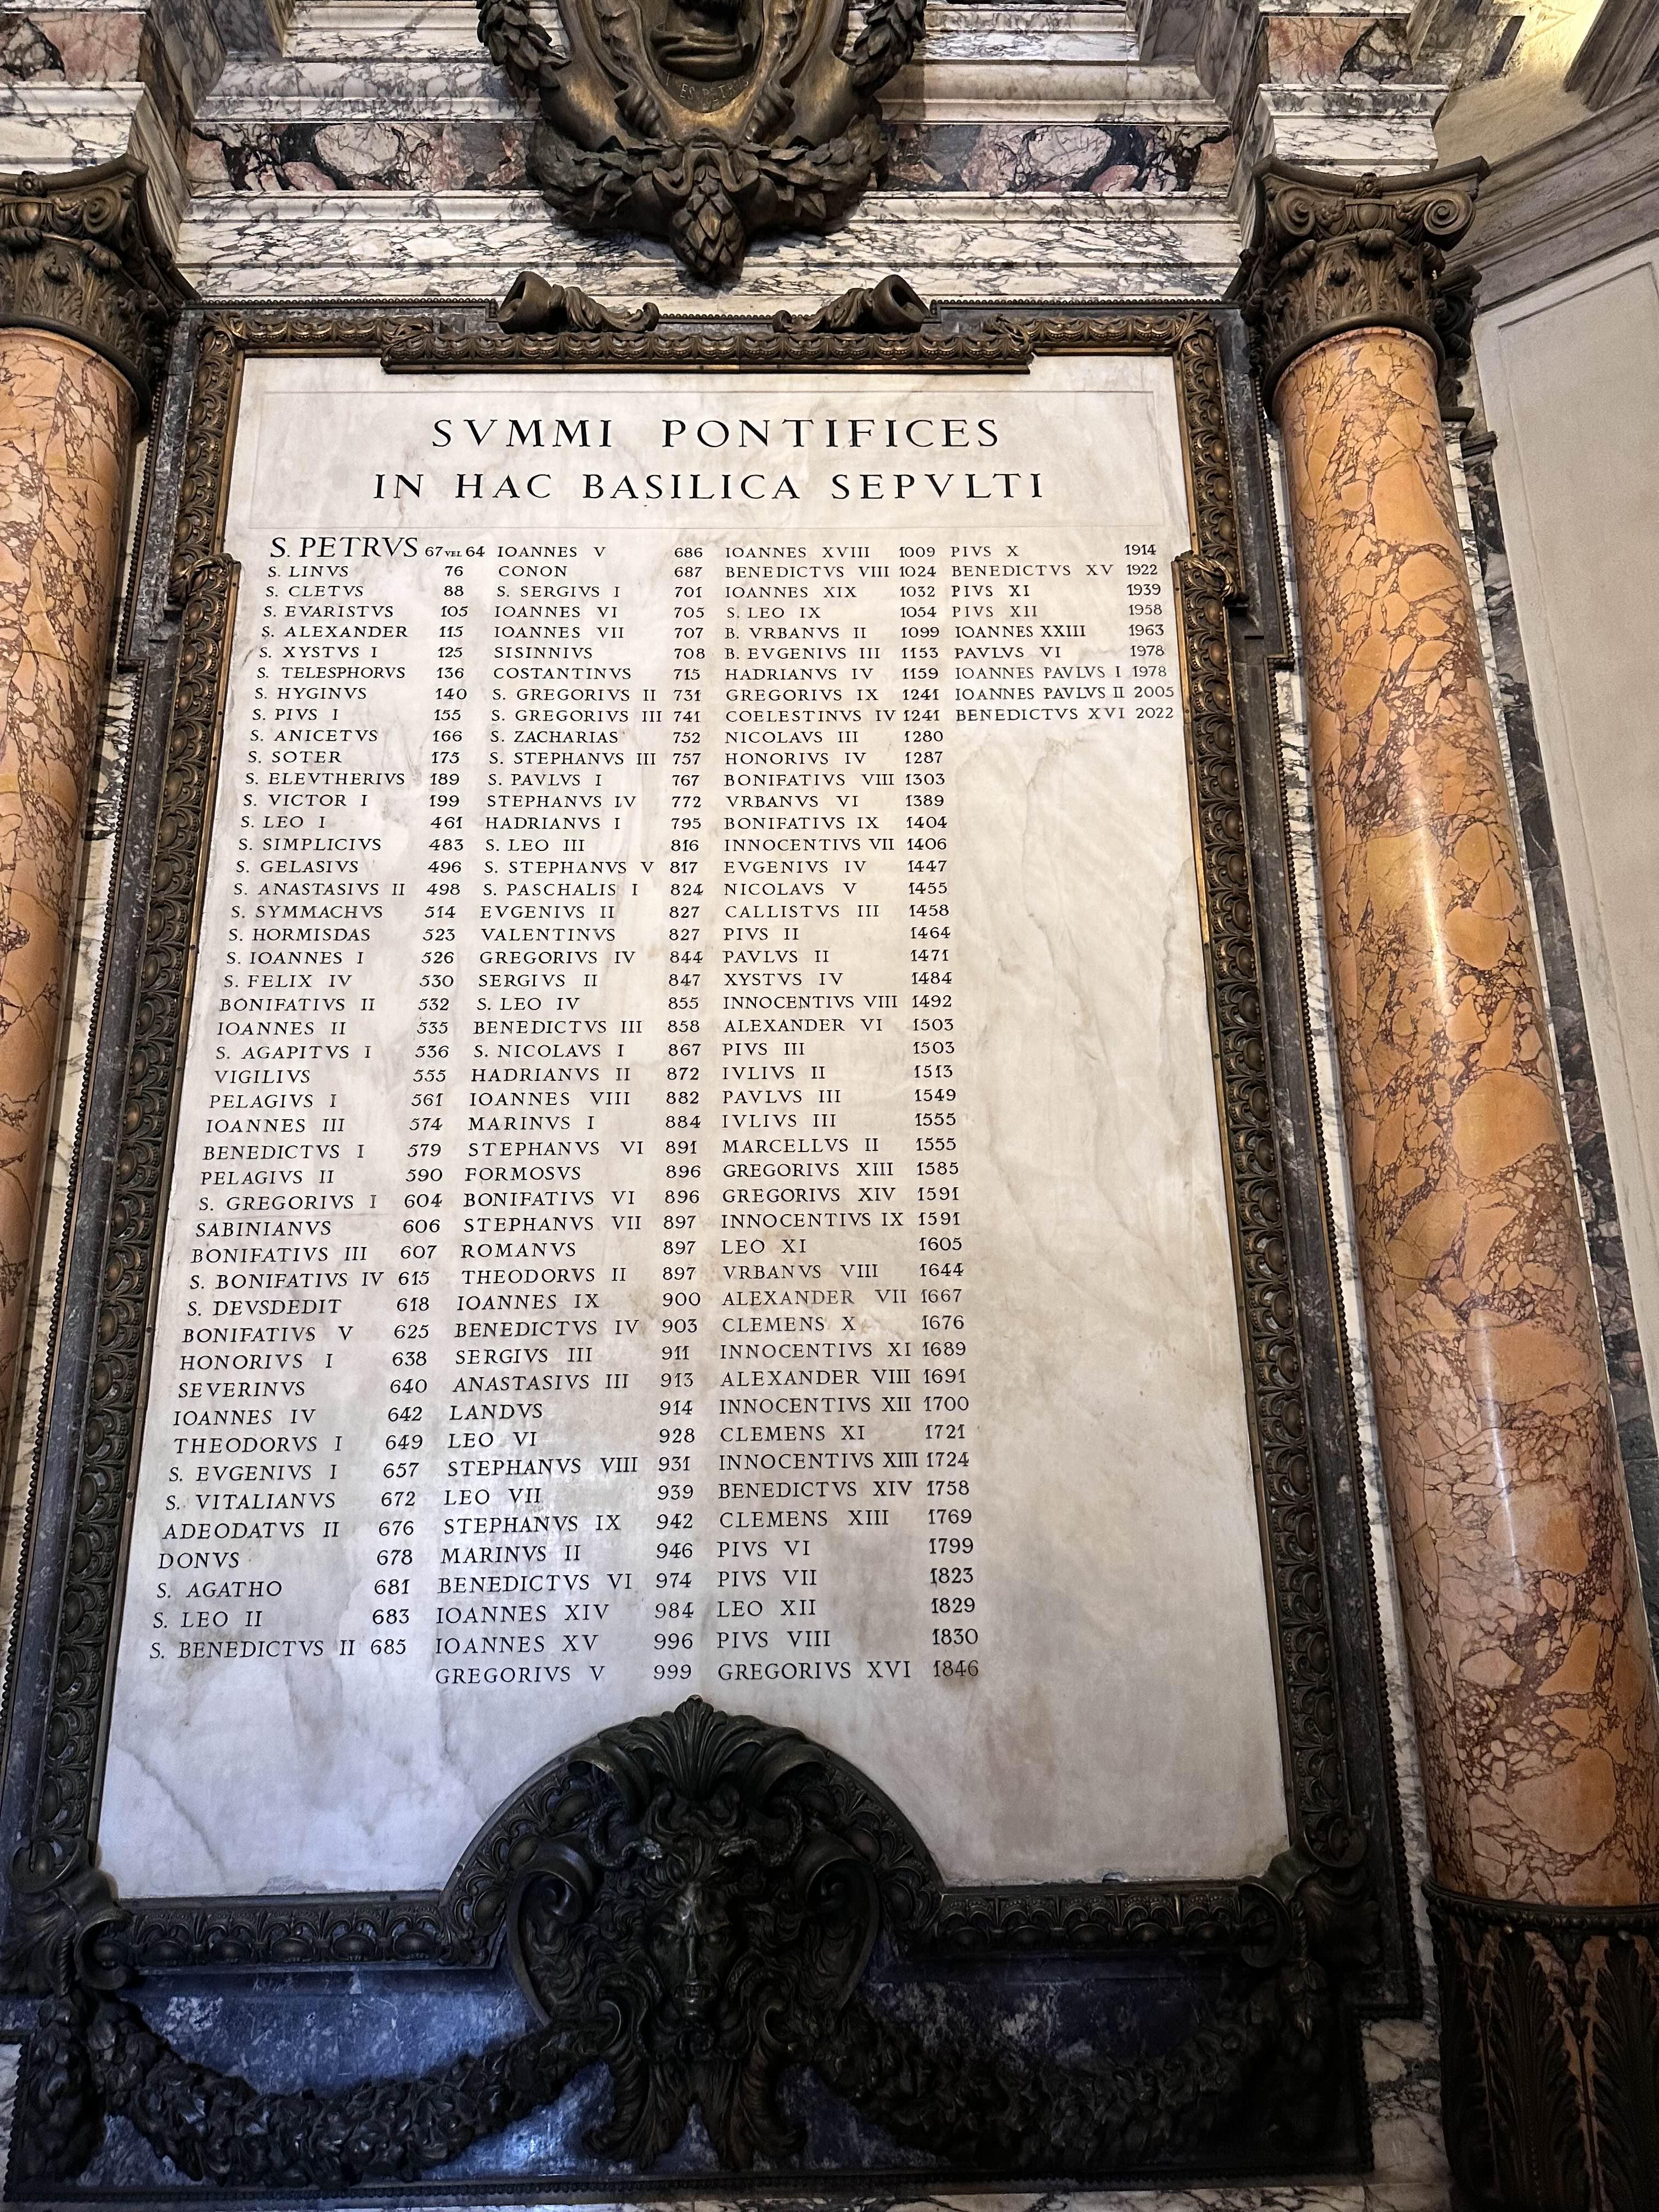 SVMMI PONTIFICES
IN HAC BASILICA SEPVLTI
S. PETRVS 67 VEL 64
S. LINVS 76
S. CLETVS 88
S. EVARISTVS 105
S. ALEXANDER 115
S. XYSTVS I 125
S. TELESPHORVS 136
S. HYGINVS 140
S. PIVS I 155
S. ANICETVS 166
S. SOTER 175
S. ELEVTHERIVS 189
S. VICTOR I 199
S. LEO I 461
S. SIMPLICIVS 483
S. GELASIVS 496
S. ANASTASIVS II 498
S. SYMMACHVS 514
S. HORMISDAS 523
S. IOANNES I 526
S. FELIX IV 530
BONIFATIVS II 532
IOANNES II 535
S. AGAPITVS I 536
VIGILIVS 555
PELAGIVS I 561
IOANNES III 574
BENEDICTVS I 579
PELAGIVS II 590
S. GREGORIVS I 604
SABINIANVS 606
BONIFATIVS III 607
S. BONIFATIVS IV 615
S. DEVSDEDIT 618
BONIFATIVS V 625
HONORIVS I 638
SEVERINVS 640
IOANNES IV 642
THEODORVS I 649
S. EVGENIVS I 657
S. VITALIANVS 672
ADEODATVS II 676
DONVS 678
S. AGATHO 681
S. LEO II 683
S. BENEDICTVS II 685
IOANNES V 686
CONON 687
S. SERGIVS I 701
IOANNES VI 705
IOANNES VII 707
SISINNIVS 708
COSTANTINVS 715
S. GREGORIVS II 731
S. GREGORIVS III 741
S. ZACHARIAS 752
S. STEPHANVS III 757
S. PAVLVS I 767
STEPHANVS IV 772
HADRIANVS I 795
S. LEO III 816
S. STEPHANVS V 817
S. PASCHALIS I 824
EVGENIVS II 827
VALENTINVS 827
GREGORIVS IV 844
SERGIVS II 847
S. LEO IV 855
BENEDICTVS III 858
S. NICOLAVS I 867
HADRIANVS II 872
IOANNES VIII 882
MARINVS I 884
STEPHANVS VI 891
FORMOSVS 896
BONIFATIVS VI 896
STEPHANVS VII 897
ROMANVS 897
THEODORVS II 897
IOANNES IX 900
BENEDICTVS IV 903
SERGIVS III 911
ANASTASIVS III 913
LANDVS 914
LEO VI 928
STEPHANVS VIII 931
LEO VII 939
STEPHANVS IX 942
MARINVS II 946
BENEDICTVS VI 974
IOANNES XIV 984
IOANNES XV 996
GREGORIVS V 999
IOANNES XVIII 1009
BENEDICTVS VIII 1024
IOANNES XIX 1032
S. LEO IX 1054
B. VRBANVS II 1099
B. EVGENIVS III 1153
HADRIANVS IV 1159
GREGORIVS IX 1241
COELESTINVS IV 1241
NICOLAVS III 1280
HONORIVS IV 1287
BONIFATIVS VIII 1303
VRBANVS VI 1389
BONIFATIVS IX 1404
INNOCENTIVS VII 1406
EVGENIVS IV 1447
NICOLAVS V 1455
CALLISTVS III 1458
PIVS II 1464
PAVLVS II 1471
XYSTVS IV 1484
INNOCENTIVS VIII 1492
ALEXANDER VI 1503
PIVS III 1503
IVLIVS II 1513
PAVLVS III 1549
IVLIVS III 1555
MARCELLVS II 1555
GREGORIVS XIII 1585
GREGORIVS XIV 1591
INNOCENTIVS IX 1591
LEO XI 1605
VRBANVS VIII 1644
ALEXANDER VII 1667
CLEMENS X 1676
INNOCENTIVS XI 1689
ALEXANDER VIII 1691
INNOCENTIVS XII 1700
CLEMENS XI 1721
INNOCENTIVS XIII 1724
BENEDICTVS XIV 1758
CLEMENS XIII 1769
PIVS VI 1799
PIVS VII 1823
LEO XII 1829
PIVS VIII 1830
GREGORIVS XVI 1846
PIVS X 1914
BENEDICTVS XV 1922
PIVS XI 1939
PIVS XII 1958
IOANNES XXIII 1963
PAVLVS VI 1978
IOANNES PAVLVS I 1978
IOANNES PAVLVS II 2005
BENEDICTVS XVI 2022